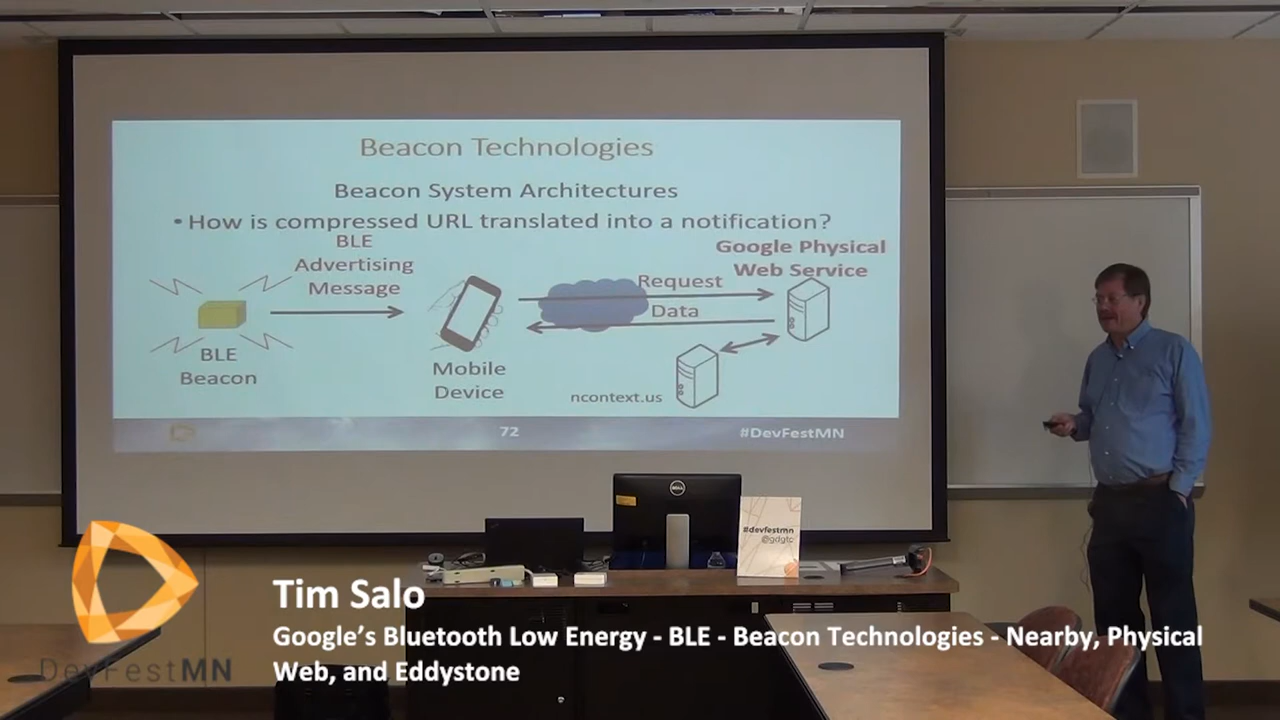 Beacon Technologies
Beacon System Architectures
• How is compressed URL translated into a notification?
BLE
Advertising
Message
Google Physical
Web Service
Request
Data
BLE
Beacon
Mobile
Device
ncontext.us
72
#DevFestMN
DELL
#devfestmn
@gdgtc
Tim Salo
Google's Bluetooth Low Energy - BLE - Beacon Technologies - Nearby, Physical
Web, and Eddystone
DevFestMN